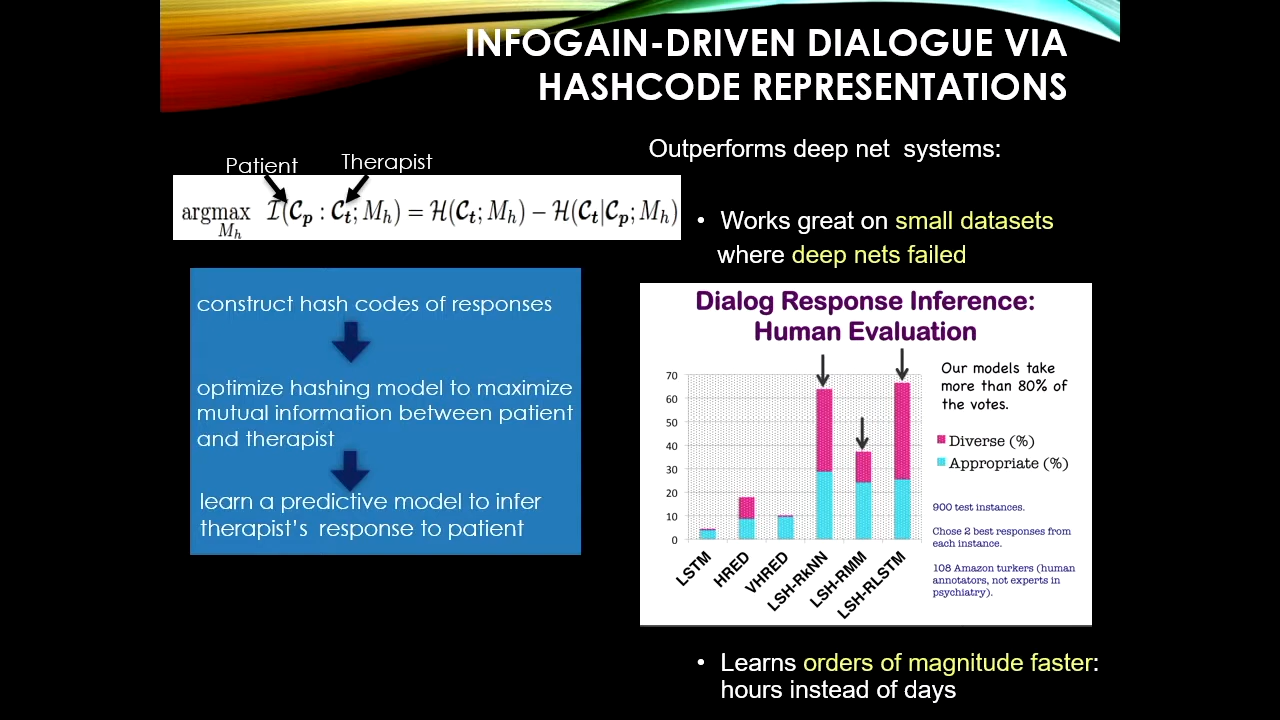 INFOGAIN-DRIVEN DIALOGUE VIA
HASHCODE REPRESENTATIONS
Patient
Therapist
argmax I(Cp : Ct; Mh) = H(Ct; Mh) − H(Ct|Cp; Mh)
Mh
construct hash codes of responses
optimize hashing model to maximize
mutual information between patient
and therapist
learn a predictive model to infer
therapist's response to patient
Outperforms deep net systems:
• Works great on small datasets
where deep nets failed
Dialog Response Inference:
Human Evaluation
70
60
50
40
30
20
10
0
LSTM
HRED
VHRED
LSH-RkNN
LSH-RMM
LSH-RLSTM
Our models take
more than 80% of
the votes.
Diverse (%)
Appropriate (%)
900 test instances.
Chose 2 best responses from
each instance.
108 Amazon turkers (human
annotators, not experts in
psychiatry).
• Learns orders of magnitude faster:
hours instead of days